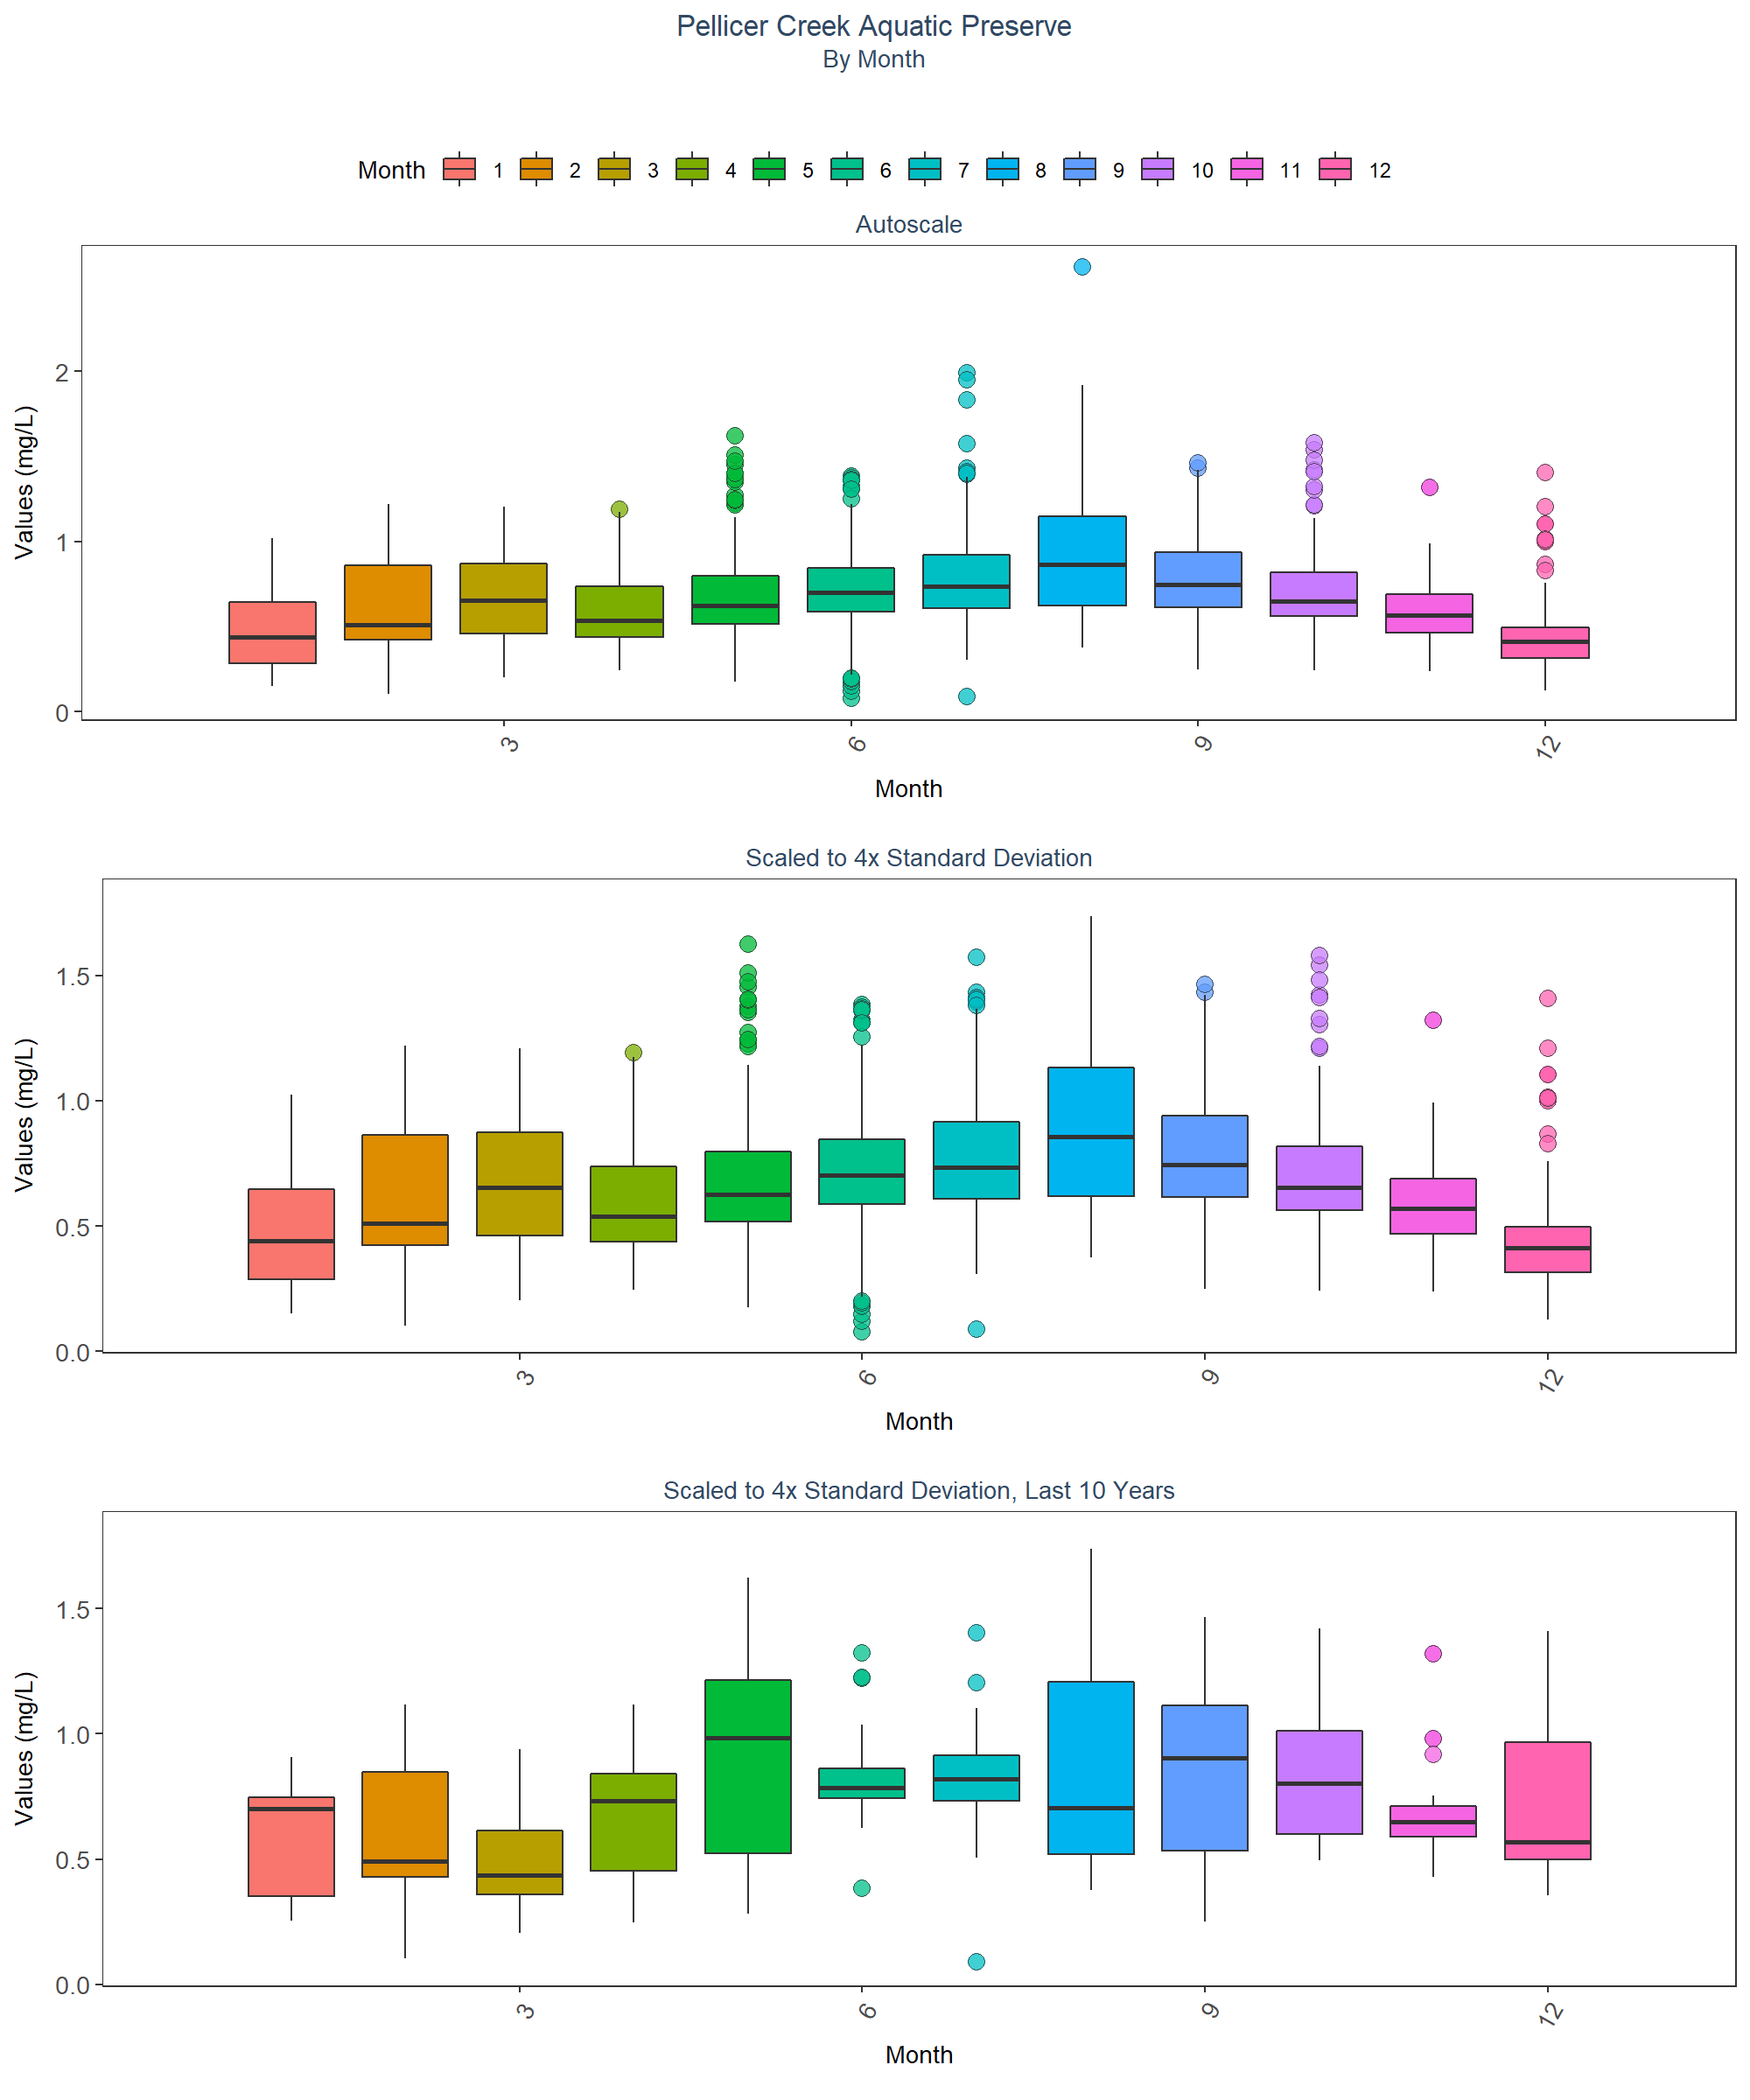 Pellicer Creek Aquatic Preserve
By Month
Month 1 2 3 4 5 6 7 8 9 10 11 12
Autoscale
Values (mg/L)
2
1
0
3 6 9 12
Month
Scaled to 4x Standard Deviation
Values (mg/L)
1.5
1.0
0.5
0.0
3 6 9 12
Month
Scaled to 4x Standard Deviation, Last 10 Years
Values (mg/L)
1.5
1.0
0.5
0.0
3 6 9 12
Month